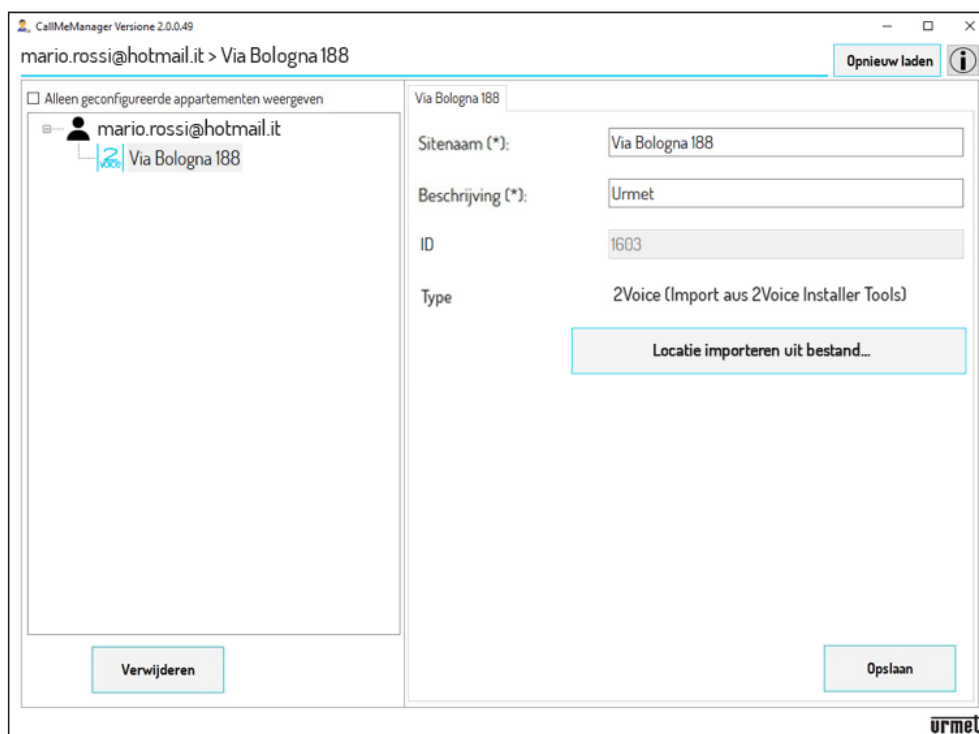 CallMeManager Versione 2.0.0.49
mario.rossi@hotmail.it > Via Bologna 188
Opnieuw laden
i
Alleen geconfigureerde appartementen weergeven
mario.rossi@hotmail.it
2 voice Via Bologna 188
Verwijderen
Via Bologna 188
Sitenaam (*): Via Bologna 188
Beschrijving (*): Urmet
ID 1603
Type 2Voice (Import aus 2Voice Installer Tools)
Locatie importeren uit bestand...
Opslaan
urmet